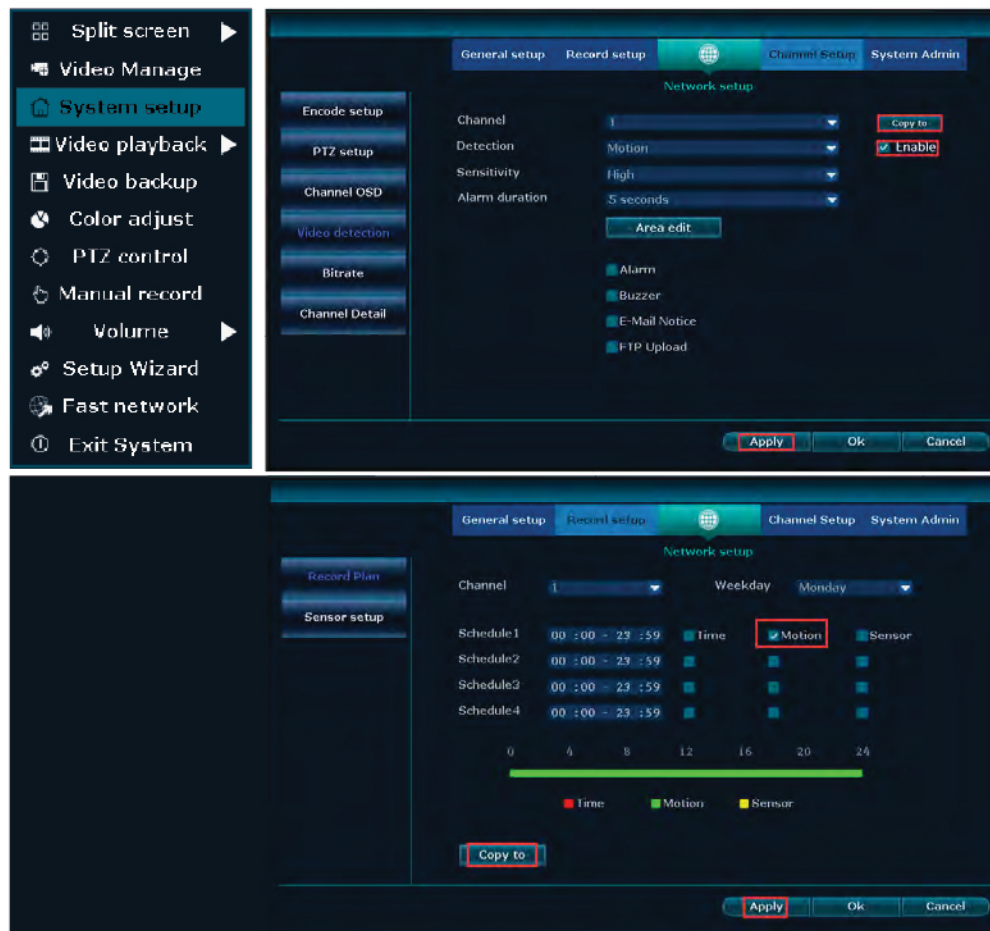 Split screen
Video Manage
System setup
Video playback
Video backup
Color adjust
PTZ control
Manual record
Volume
Setup Wizard
Fast network
Exit System
General setup Record setup Channel Setup System Admin
Network setup
Encode setup
PTZ setup
Channel OSD
Video detection
Bitrate
Channel Detail
Channel 1 Copy to
Detection Motion Enable
Sensitivity High
Alarm duration 5 seconds
Area edit
Alarm
Buzzer
E-Mail Notice
FTP Upload
Apply Ok Cancel
General setup Record setup Channel Setup System Admin
Network setup
Record Plan
Sensor setup
Channel 1 Weekday Monday
Schedule1 00 :00 - 23 :59 Time Motion Sensor
Schedule2 00 :00 - 23 :59
Schedule3 00 :00 - 23 :59
Schedule4 00 :00 - 23 :59
0 4 8 12 16 20 24
Time Motion Sensor
Copy to
Apply Ok Cancel